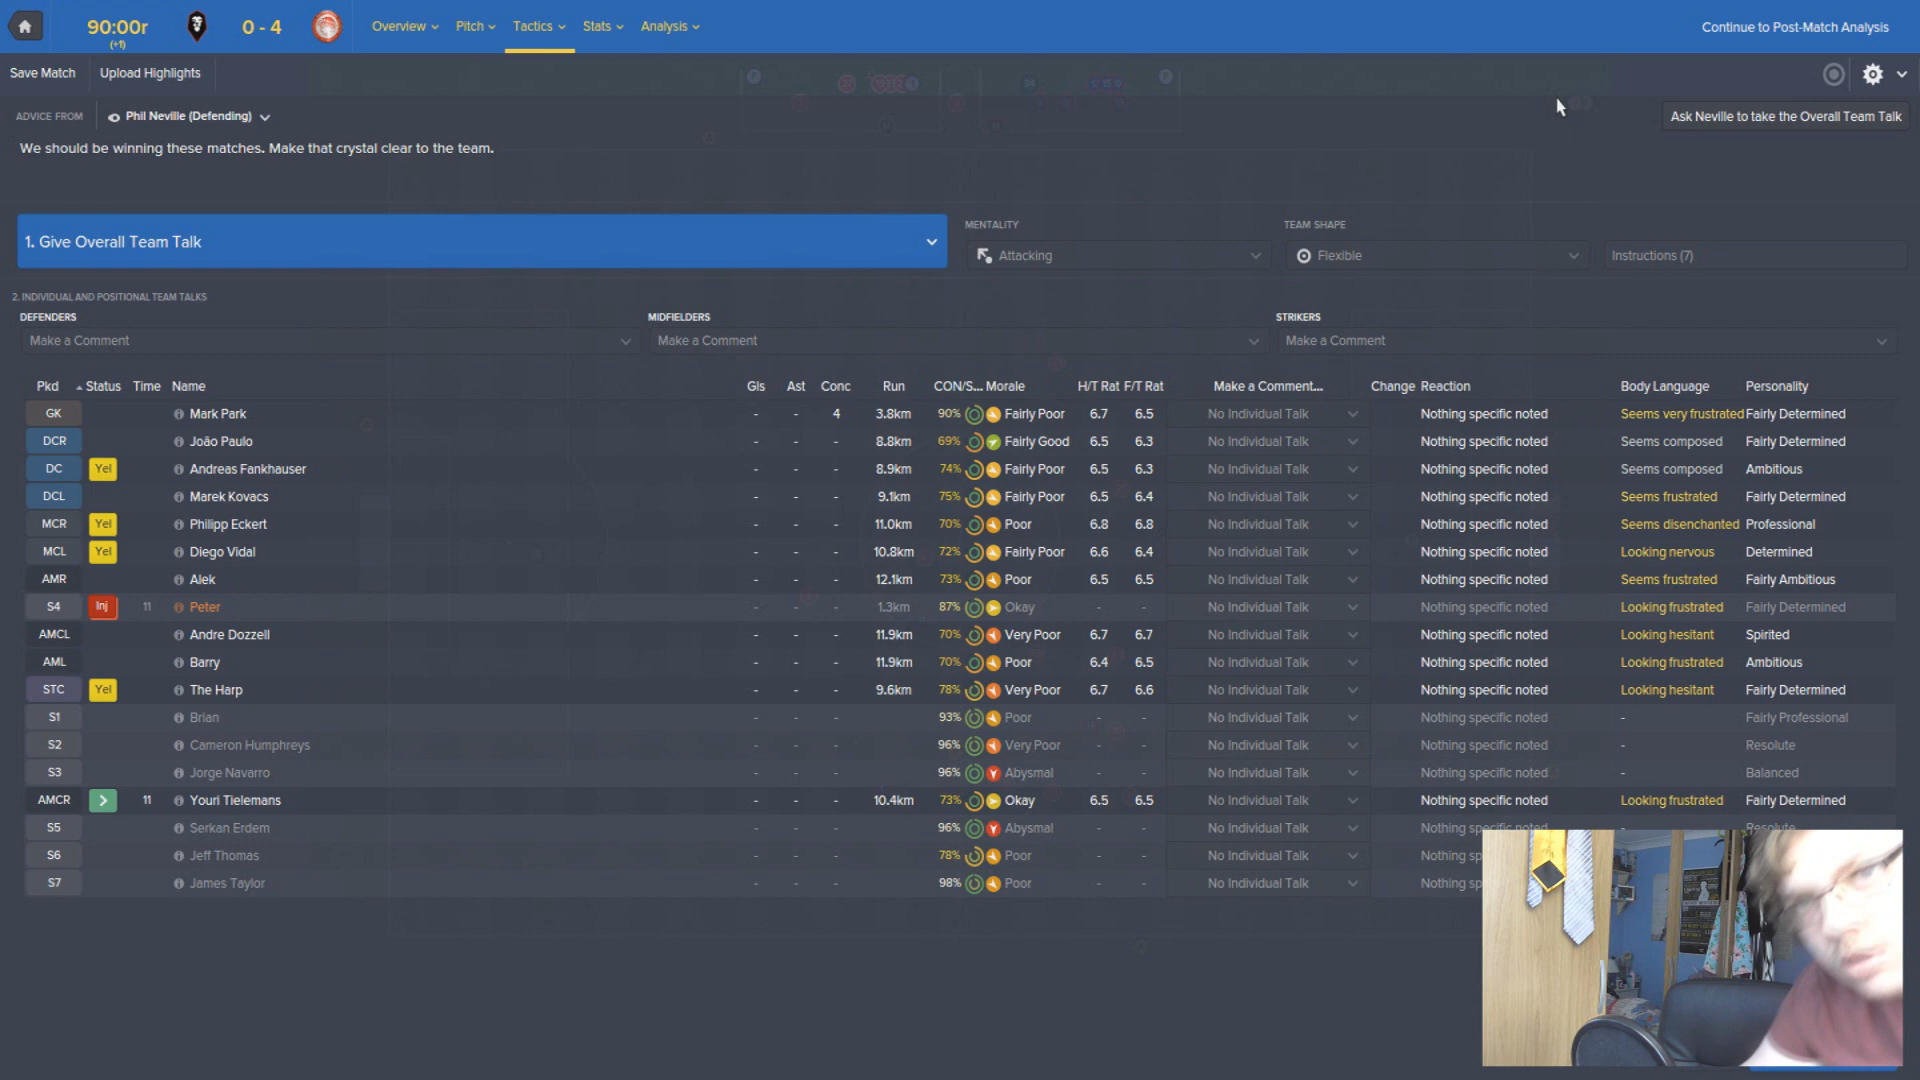 90:00r
(+1)
0 - 4
Overview
Pitch
Tactics
Stats
Analysis
Continue to Post-Match Analysis
Save Match
Upload Highlights
ADVICE FROM
Phil Neville (Defending)
Ask Neville to take the Overall Team Talk
We should be winning these matches. Make that crystal clear to the team.
1. Give Overall Team Talk
MENTALITY
Attacking
TEAM SHAPE
Flexible
Instructions (7)
2. INDIVIDUAL AND POSITIONAL TEAM TALKS
DEFENDERS
MIDFIELDERS
STRIKERS
Make a Comment
Make a Comment
Make a Comment
Pkd Status Time Name Gls Ast Conc Run CON/S... Morale H/T Rat F/T Rat Make a Comment... Change Reaction Body Language Personality
GK Mark Park - - 4 3.8km 90% Fairly Poor 6.7 6.5 No Individual Talk Nothing specific noted Seems very frustrated Fairly Determined
DCR João Paulo - - - 8.8km 69% Fairly Good 6.5 6.3 No Individual Talk Nothing specific noted Seems composed Fairly Determined
DC Yel Andreas Fankhauser - - - 8.9km 74% Fairly Poor 6.5 6.3 No Individual Talk Nothing specific noted Seems composed Ambitious
DCL Marek Kovacs - - - 9.1km 75% Fairly Poor 6.5 6.4 No Individual Talk Nothing specific noted Seems frustrated Fairly Determined
MCR Yel Philipp Eckert - - - 11.0km 70% Poor 6.8 6.8 No Individual Talk Nothing specific noted Seems disenchanted Professional
MCL Yel Diego Vidal - - - 10.8km 72% Fairly Poor 6.6 6.4 No Individual Talk Nothing specific noted Looking nervous Determined
AMR Alek - - - 12.1km 73% Poor 6.5 6.5 No Individual Talk Nothing specific noted Seems frustrated Fairly Ambitious
S4 Inj 11 Peter - - - 1.3km 87% Okay - - No Individual Talk Nothing specific noted Looking frustrated Fairly Determined
AMCL Andre Dozzell - - - 11.9km 70% Very Poor 6.7 6.7 No Individual Talk Nothing specific noted Looking hesitant Spirited
AML Barry - - - 11.9km 70% Poor 6.4 6.5 No Individual Talk Nothing specific noted Looking frustrated Ambitious
STC Yel The Harp - - - 9.6km 78% Very Poor 6.7 6.6 No Individual Talk Nothing specific noted Looking hesitant Fairly Determined
S1 Brian - - - 93% Poor - - No Individual Talk Nothing specific noted - Fairly Professional
S2 Cameron Humphreys - - - 96% Very Poor - - No Individual Talk Nothing specific noted - Resolute
S3 Jorge Navarro - - - 96% Abysmal - - No Individual Talk Nothing specific noted - Balanced
AMCR 11 Youri Tielemans - - - 10.4km 73% Okay 6.5 6.5 No Individual Talk Nothing specific noted Looking frustrated Fairly Determined
S5 Serkan Erdem - - - 96% Abysmal - - No Individual Talk Nothing specific noted - Resolute
S6 Jeff Thomas - - - 78% Poor - - No Individual Talk Nothing sp
S7 James Taylor - - - 98% Poor - - No Individual Talk Nothing sp